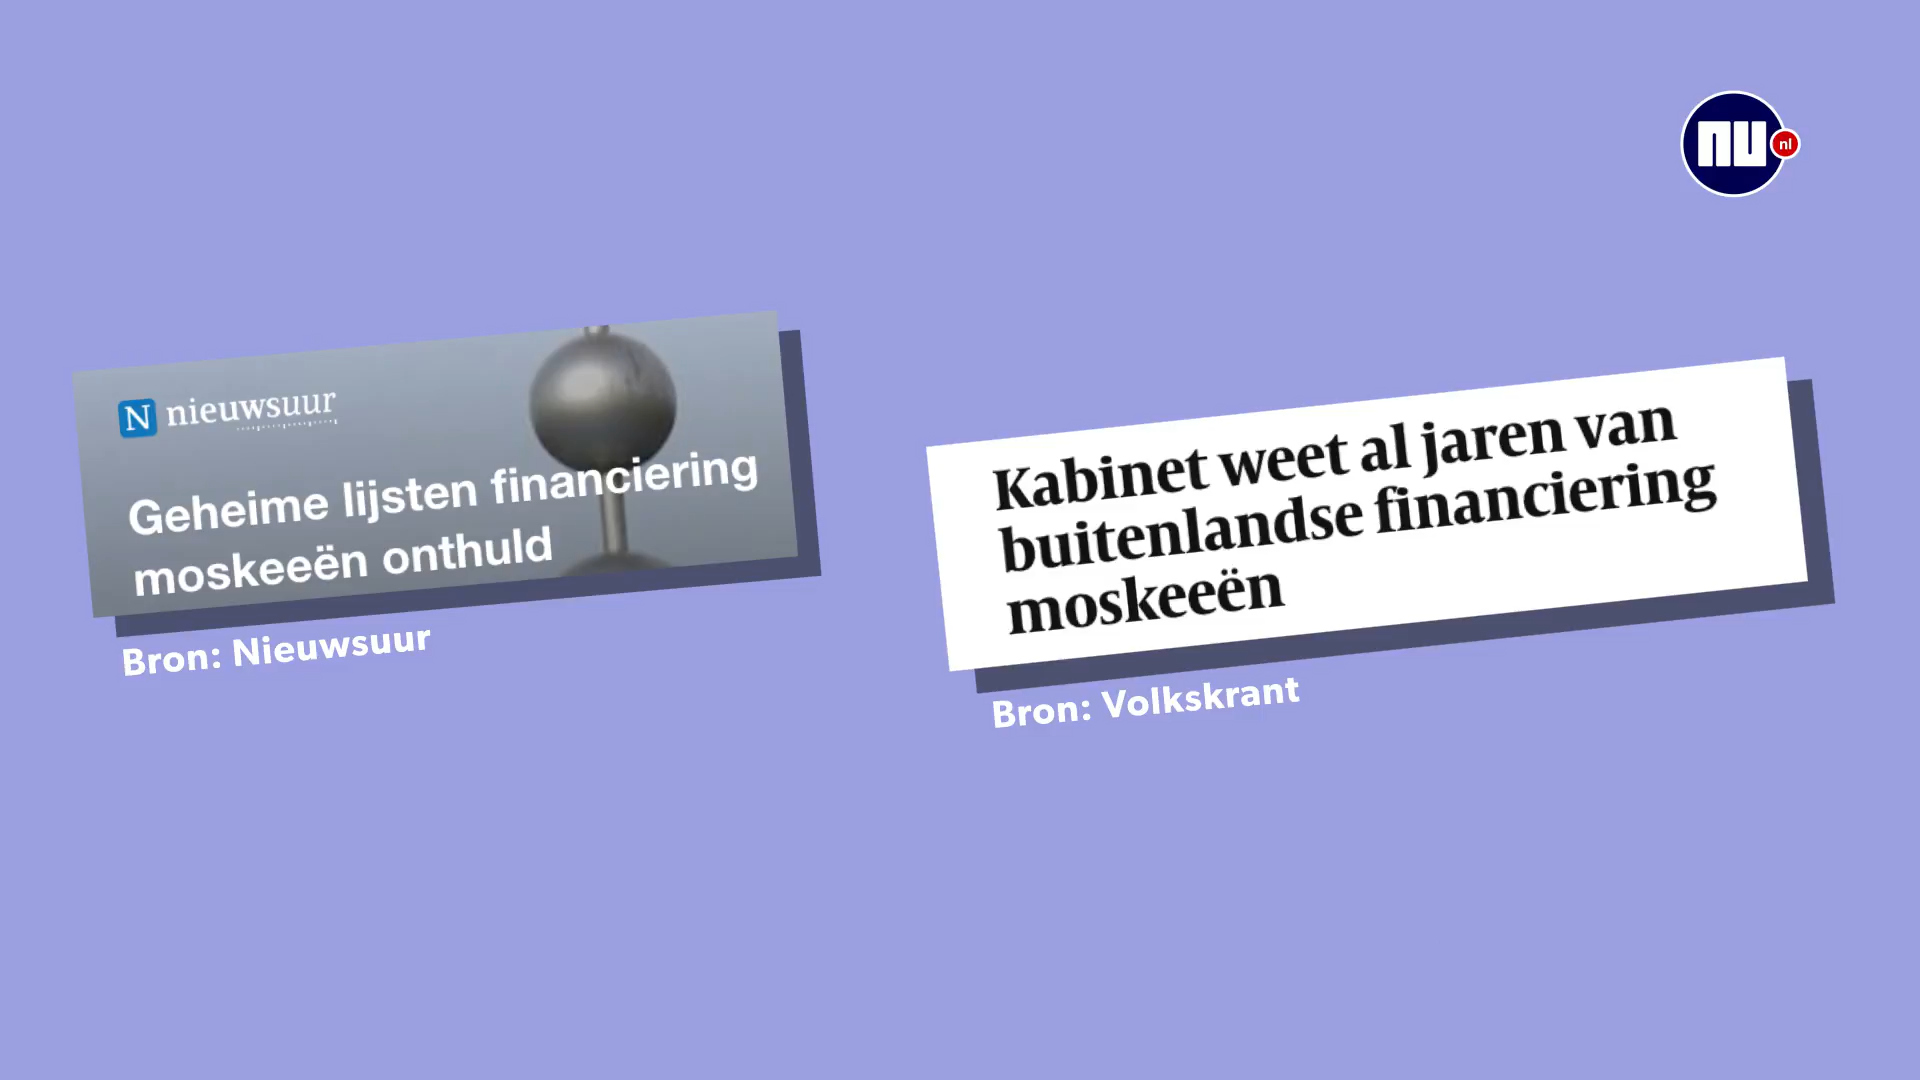 nu
nl
N nieuwsuur
Geheime lijsten financiering
moskeeën onthuld
Bron: Nieuwsuur
Kabinet weet al jaren van
buitenlandse financiering
moskeeën
Bron: Volkskrant